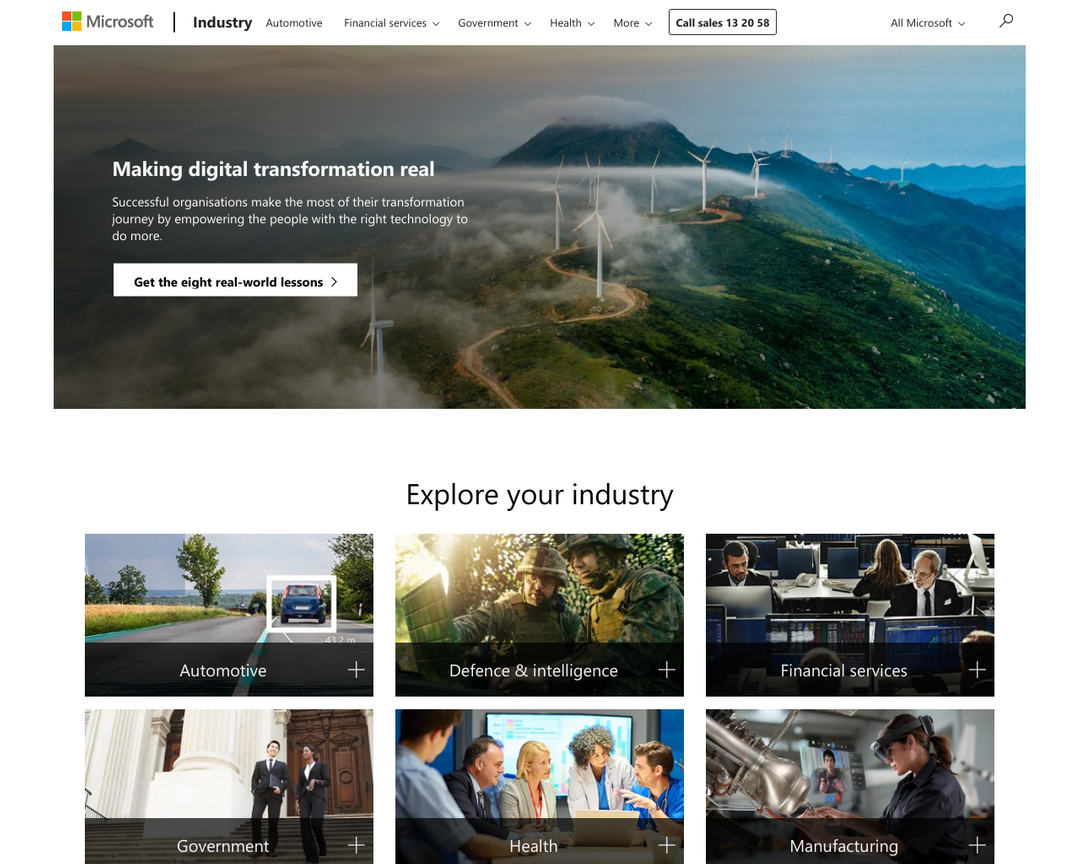 Microsoft
Industry
Automotive
Financial services
Government
Health
More
Call sales 13 20 58
All Microsoft
Making digital transformation real
Successful organisations make the most of their transformation
journey by empowering the people with the right technology to
do more.
Get the eight real-world lessons
Explore your industry
43.2 m
Automotive
Defence & intelligence
Financial services
Government
Health
Manufacturing